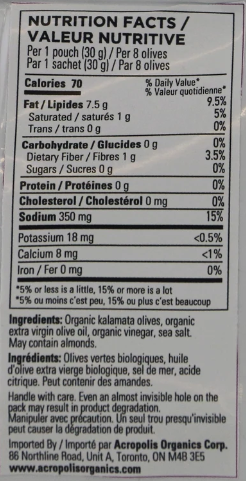 NUTRITION FACTS /
VALEUR NUTRITIVE
Per 1 pouch (30 g) / Per 8 olives
Par 1 sachet (30 g) / Par 8 olives
Calories 70 % Daily Value*
% Valeur quotidienne*
Fat / Lipides 7.5 g 9.5%
Saturated / saturés 1 g 5%
Trans / trans 0 g 0%
Carbohydrate / Glucides 0 g 0%
Dietary Fiber / Fibres 1 g 3.5%
Sugars / Sucres 0 g 0%
Protein / Protéines 0 g 0%
Cholesterol / Cholestérol 0 mg 0%
Sodium 350 mg 15%
Potassium 18 mg <0.5%
Calcium 8 mg <1%
Iron / Fer 0 mg 0%
*5% or less is a little, 15% or more is a lot
*5% ou moins c'est peu, 15% ou plus c'est beaucoup
Ingredients: Organic kalamata olives, organic
extra virgin olive oil, organic vinegar, sea salt.
May contain almonds.
Ingrédients: Olives vertes biologiques, huile
d'olive extra vierge biologique, sel de mer, acide
citrique. Peut contenir des amandes.
Handle with care. Even an almost invisible hole on the
pack may result in product degradation.
Manipuler avec précaution. Un seul trou presqu'invisible
peut causer la dégradation de produit.
Imported By / Importé par Acropolis Organics Corp.
86 Northline Road, Unit A, Toronto, ON M4B 3E5
www.acropolisorganics.com